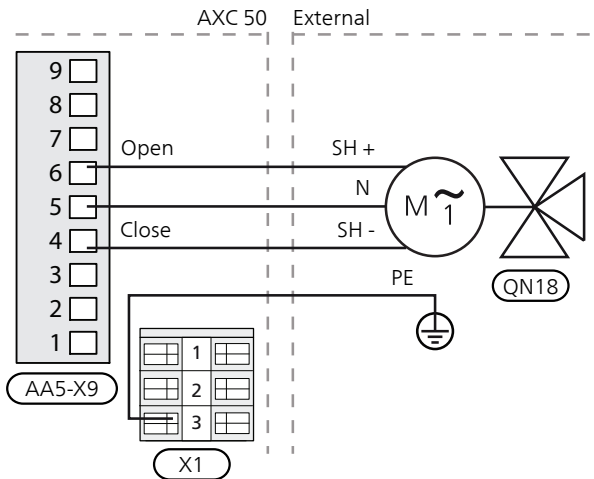 AXC 50 External
9
8
7
6 Open SH +
5 N
4 Close SH -
3
2
1
M ~ 1
QN18
PE
AA5-X9
1
2
3
X1